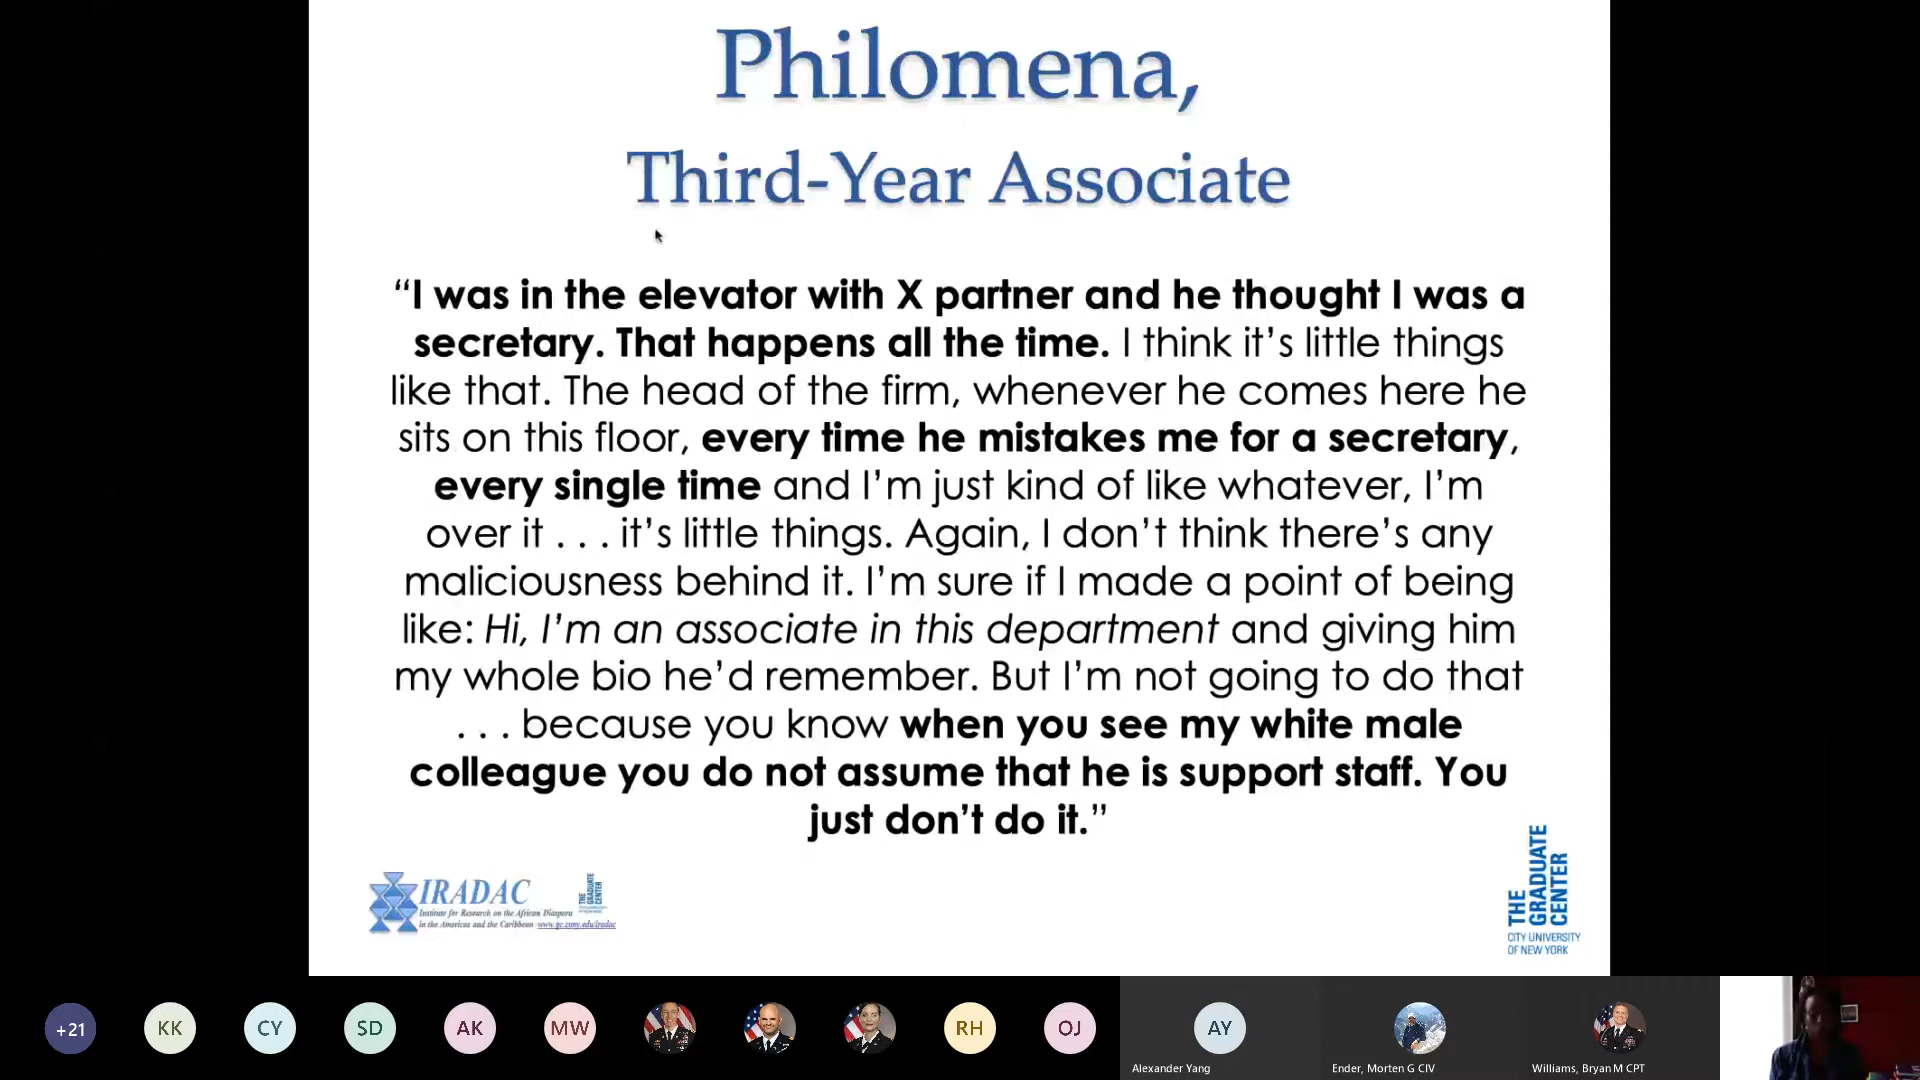 Philomena,
Third-Year Associate
“I was in the elevator with X partner and he thought I was a
secretary. That happens all the time. I think it’s little things
like that. The head of the firm, whenever he comes here he
sits on this floor, every time he mistakes me for a secretary,
every single time and I’m just kind of like whatever, I’m
over it . . . it’s little things. Again, I don’t think there’s any
maliciousness behind it. I’m sure if I made a point of being
like: Hi, I’m an associate in this department and giving him
my whole bio he’d remember. But I’m not going to do that
. . . because you know when you see my white male
colleague you do not assume that he is support staff. You
just don’t do it.”
IRADAC
Institute for Research on the African Diaspora
in the Americas and the Caribbean www.gc.cuny.edu/iradac
THE
GRADUATE
CENTER
THE
GRADUATE
CENTER
CITY UNIVERSITY
OF NEW YORK
+21
KK
CY
SD
AK
MW
RH
OJ
AY
Alexander Yang
Ender, Morten G CIV
Williams, Bryan M CPT